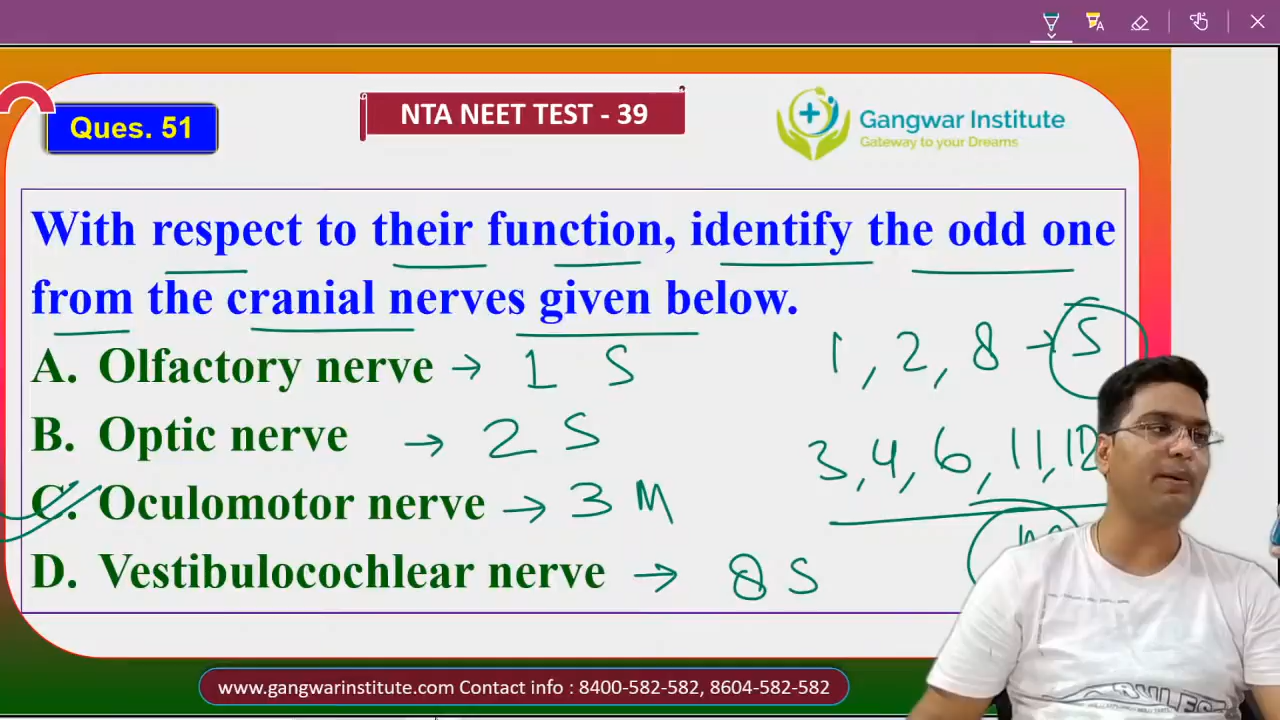 Ques. 51
NTA NEET TEST - 39
Gangwar Institute
Gateway to your Dreams
With respect to their function, identify the odd one
from the cranial nerves given below.
A. Olfactory nerve → 1 S
B. Optic nerve → 2 S
C. Oculomotor nerve → 3 M
D. Vestibulocochlear nerve → 8 S
1, 2, 8 → S
3, 4, 6, 11, 12
www.gangwarinstitute.com Contact info : 8400-582-582, 8604-582-582